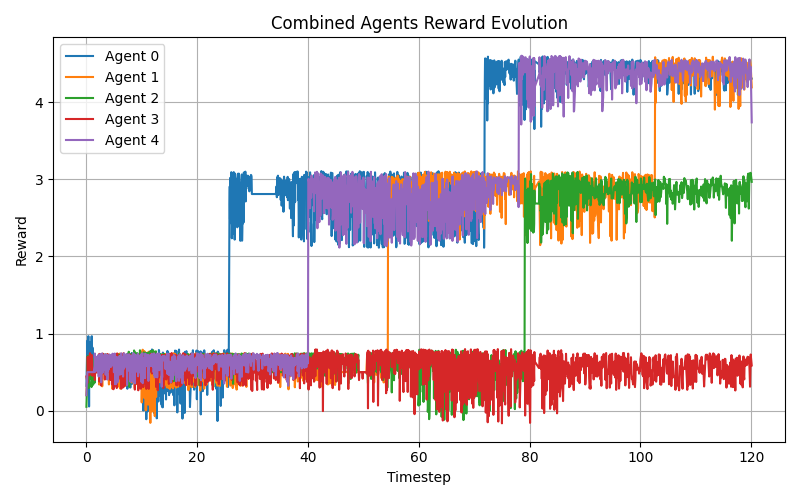 Combined Agents Reward Evolution
Agent 0
Agent 1
Agent 2
Agent 3
Agent 4
Reward
4
3
2
1
0
0 20 40 60 80 100 120
Timestep